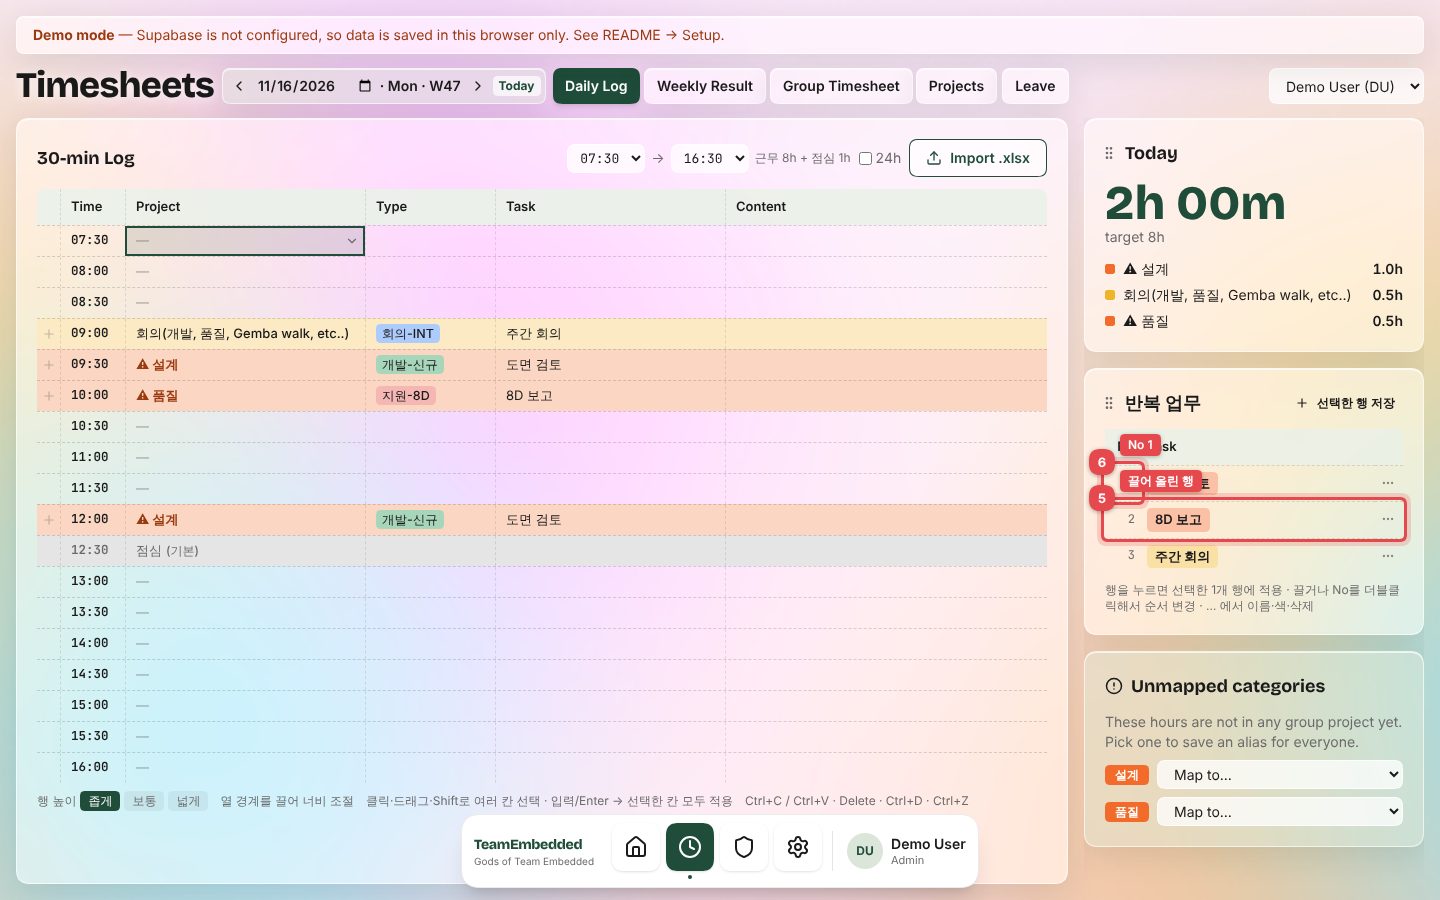 Demo mode — Supabase is not configured, so data is saved in this browser only. See README → Setup.
Timesheets
11/16/2026 · Mon · W47 Today
Daily Log
Weekly Result
Group Timesheet
Projects
Leave
Demo User (DU)
30-min Log
07:30 → 16:30 근무 8h + 점심 1h 24h Import .xlsx
Time Project Type Task Content
07:30 —
08:00 —
08:30 —
+ 09:00 회의(개발, 품질, Gemba walk, etc..) 회의-INT 주간 회의
+ 09:30 설계 개발-신규 도면 검토
+ 10:00 품질 지원-8D 8D 보고
10:30 —
11:00 —
11:30 —
+ 12:00 설계 개발-신규 도면 검토
12:30 점심 (기본)
13:00 —
13:30 —
14:00 —
14:30 —
15:00 —
15:30 —
16:00 —
행 높이 좁게 보통 넓게 열 경계를 끌어 너비 조절 클릭·드래그·Shift로 여러 칸 선택 · 입력/Enter → 선택한 칸 모두 적용 Ctrl+C / Ctrl+V · Delete · Ctrl+D · Ctrl+Z
Today
2h 00m
target 8h
설계 1.0h
회의(개발, 품질, Gemba walk, etc..) 0.5h
품질 0.5h
반복 업무
+ 선택한 행 저장
No 1
6
끌어 올린 행
5
2 8D 보고 ...
3 주간 회의 ...
행을 누르면 선택한 1개 행에 적용 · 끌거나 No를 더블클
릭해서 순서 변경 · ... 에서 이름·색·삭제
Unmapped categories
These hours are not in any group project yet.
Pick one to save an alias for everyone.
설계 Map to...
품질 Map to...
TeamEmbedded
Gods of Team Embedded
DU
Demo User
Admin